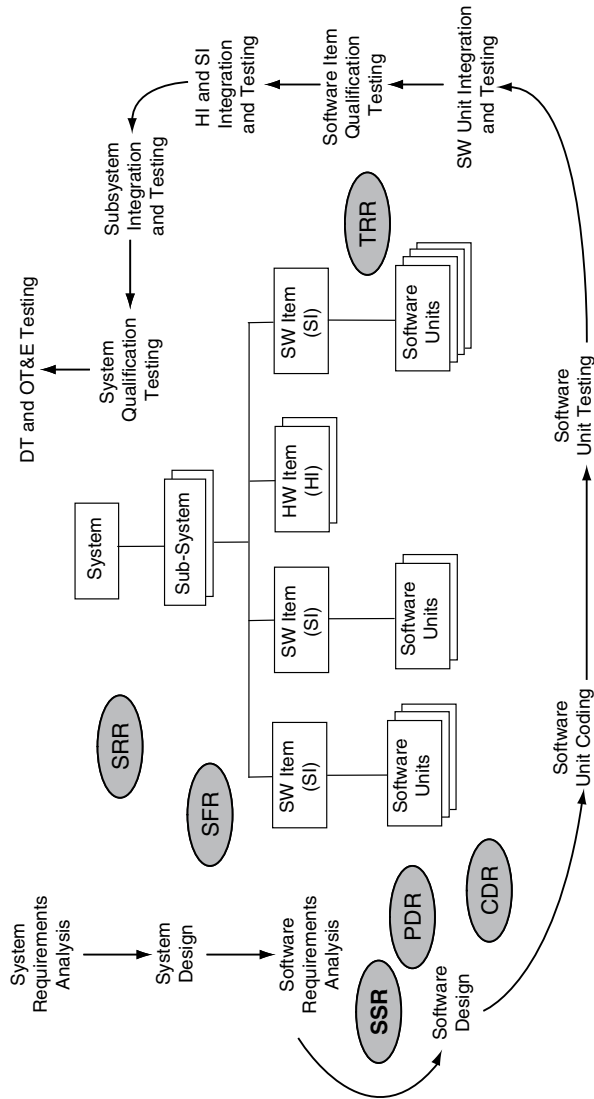 System
Requirements
Analysis
System
Design
Software
Requirements
Analysis
Software
Design
Software
Unit Coding
Software
Unit Testing
SW Unit Integration
and Testing
Software Item
Qualification
Testing
HI and SI
Integration
and Testing
Subsystem
Integration
and Testing
System
Qualification
Testing
DT and OT&E Testing
SRR
SFR
SSR
PDR
CDR
TRR
System
Sub-System
SW Item
(SI)
SW Item
(SI)
HW Item
(HI)
SW Item
(SI)
Software
Units
Software
Units
Software
Units